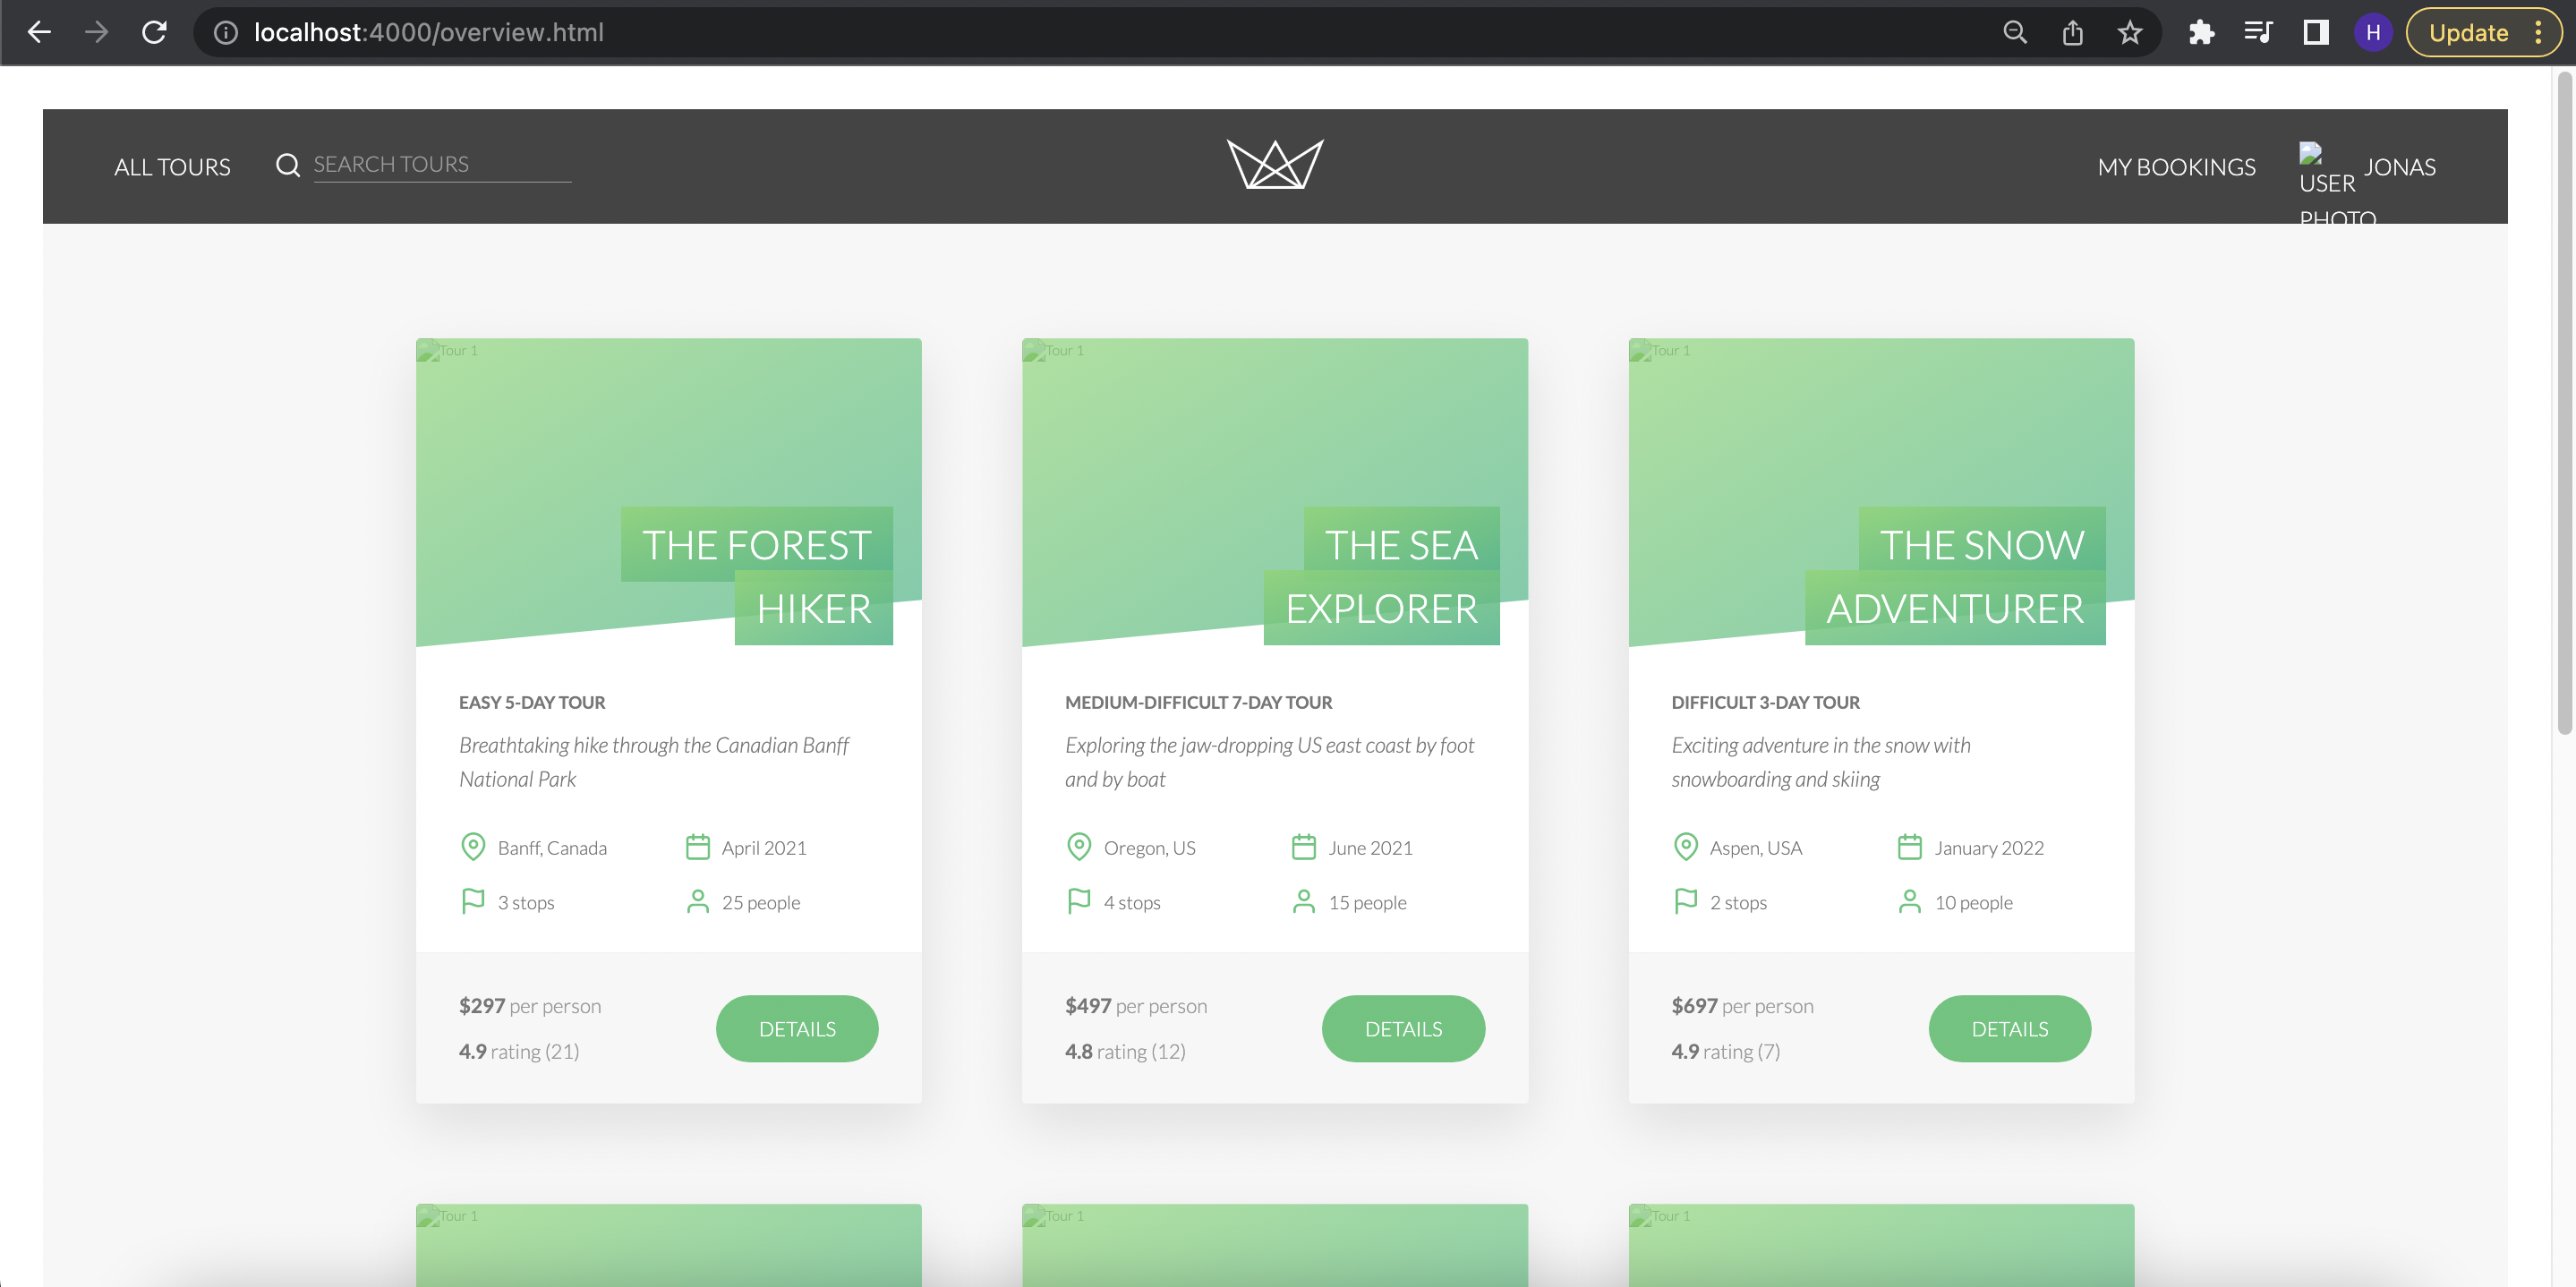 localhost:4000/overview.html
H
Update
ALL TOURS
SEARCH TOURS
MY BOOKINGS
USER
PHOTO
JONAS
Tour 1
THE FOREST
HIKER
EASY 5-DAY TOUR
Breathtaking hike through the Canadian Banff
National Park
Banff, Canada
April 2021
3 stops
25 people
$297 per person
4.9 rating (21)
DETAILS
Tour 1
THE SEA
EXPLORER
MEDIUM-DIFFICULT 7-DAY TOUR
Exploring the jaw-dropping US east coast by foot
and by boat
Oregon, US
June 2021
4 stops
15 people
$497 per person
4.8 rating (12)
DETAILS
Tour 1
THE SNOW
ADVENTURER
DIFFICULT 3-DAY TOUR
Exciting adventure in the snow with
snowboarding and skiing
Aspen, USA
January 2022
2 stops
10 people
$697 per person
4.9 rating (7)
DETAILS
Tour 1
Tour 1
Tour 1